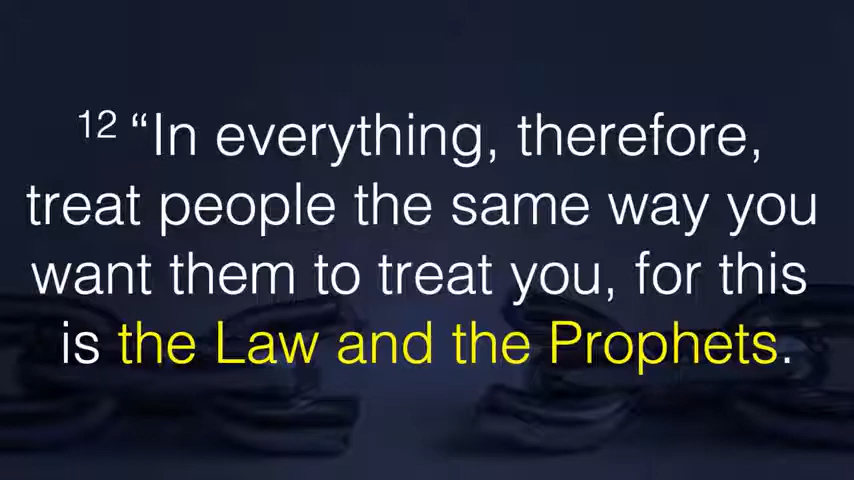 12 “In everything, therefore,
treat people the same way you
want them to treat you, for this
is the Law and the Prophets.